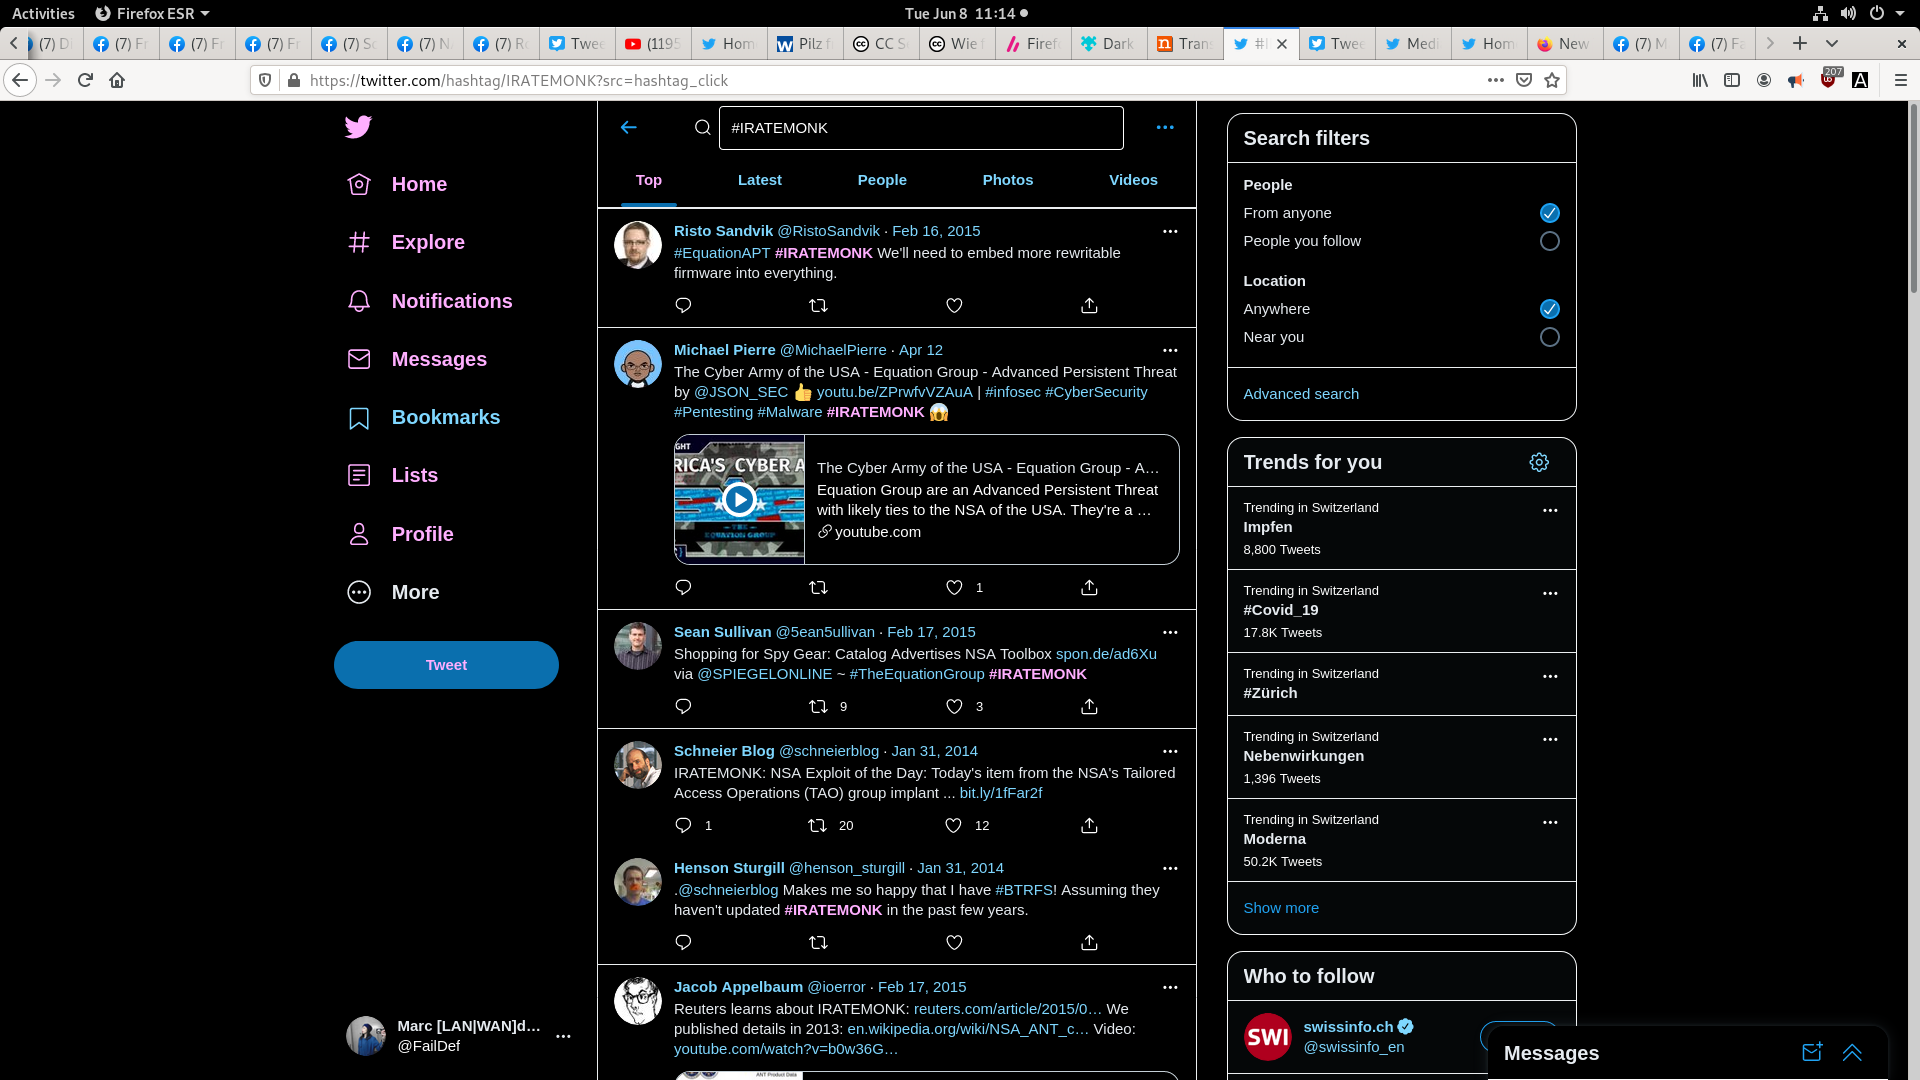 Activities
Firefox ESR
Tue Jun 8 11:14
(7) D
(7) Fr
(7) Fr
(7) Fr
(7) Sc
(7) N
(7) Re
Twee
(1195
Hom
Pilz f
CC S
Wie f
Firef
Dark
Tran
#I
Twee
Medi
Hom
New
(7) M
(7) Fa
https://twitter.com/hashtag/IRATEMONK?src=hashtag_click
207
Home
Explore
Notifications
Messages
Bookmarks
Lists
Profile
More
Tweet
Marc [LAN|WAN]d...
@FailDef
#IRATEMONK
Top
Latest
People
Photos
Videos
Risto Sandvik @RistoSandvik · Feb 16, 2015
#EquationAPT #IRATEMONK We'll need to embed more rewritable
firmware into everything.
Michael Pierre @MichaelPierre · Apr 12
The Cyber Army of the USA - Equation Group - Advanced Persistent Threat
by @JSON_SEC 👍 youtu.be/ZPrwfvVZAuA | #infosec #CyberSecurity
#Pentesting #Malware #IRATEMONK 😱
GHT
RICA'S CYBER A
THE
EQUATION GROUP
The Cyber Army of the USA - Equation Group - A...
Equation Group are an Advanced Persistent Threat
with likely ties to the NSA of the USA. They're a ...
youtube.com
1
Sean Sullivan @5ean5ullivan · Feb 17, 2015
Shopping for Spy Gear: Catalog Advertises NSA Toolbox spon.de/ad6Xu
via @SPIEGELONLINE ~ #TheEquationGroup #IRATEMONK
9
3
Schneier Blog @schneierblog · Jan 31, 2014
IRATEMONK: NSA Exploit of the Day: Today's item from the NSA's Tailored
Access Operations (TAO) group implant ... bit.ly/1fFar2f
1
20
12
Henson Sturgill @henson_sturgill · Jan 31, 2014
.@schneierblog Makes me so happy that I have #BTRFS! Assuming they
haven't updated #IRATEMONK in the past few years.
Jacob Appelbaum @ioerror · Feb 17, 2015
Reuters learns about IRATEMONK: reuters.com/article/2015/0... We
published details in 2013: en.wikipedia.org/wiki/NSA_ANT_c... Video:
youtube.com/watch?v=b0w36G...
ANT Product Data
Search filters
People
From anyone
People you follow
Location
Anywhere
Near you
Advanced search
Trends for you
Trending in Switzerland
Impfen
8,800 Tweets
Trending in Switzerland
#Covid_19
17.8K Tweets
Trending in Switzerland
#Zürich
Trending in Switzerland
Nebenwirkungen
1,396 Tweets
Trending in Switzerland
Moderna
50.2K Tweets
Show more
Who to follow
SWI
swissinfo.ch
@swissinfo_en
Messages